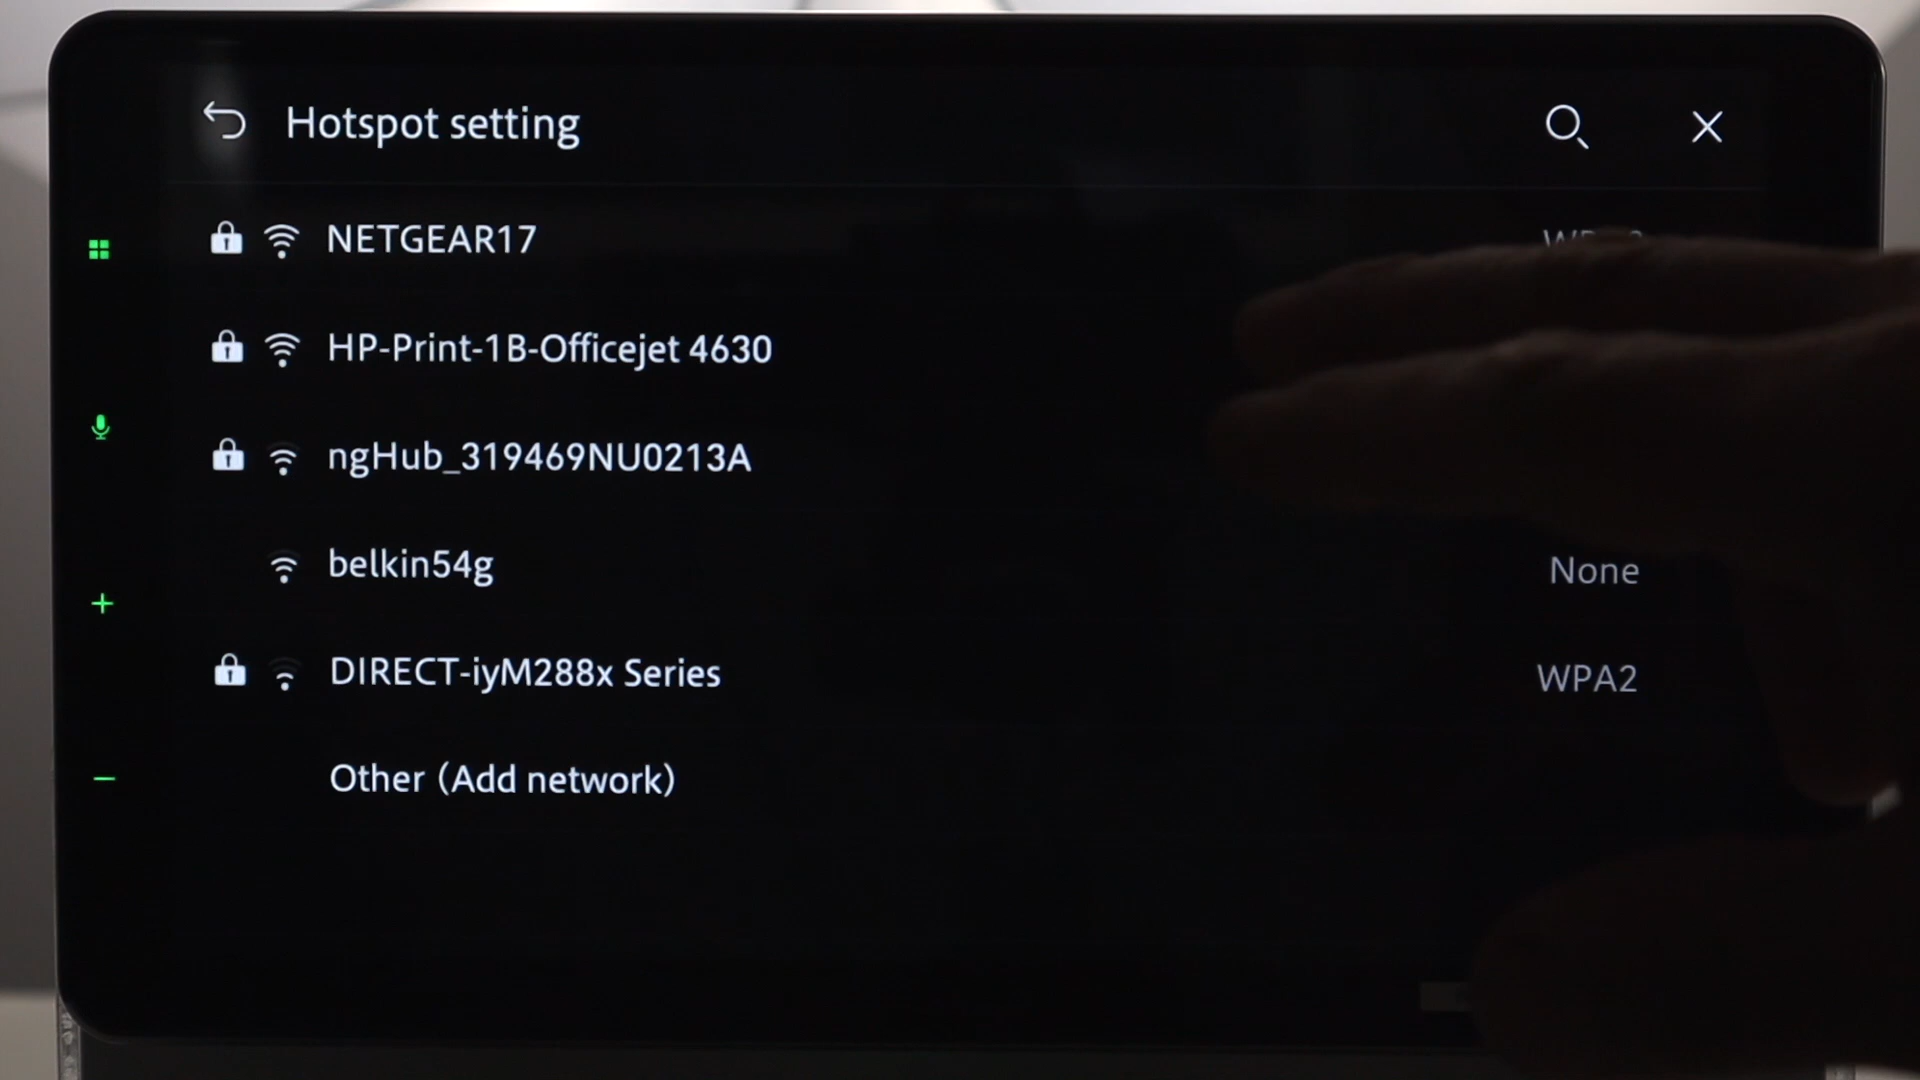 Hotspot setting
NETGEAR17
HP-Print-1B-Officejet 4630
ngHub_319469NU0213A
belkin54g None
DIRECT-iyM288x Series WPA2
Other (Add network)